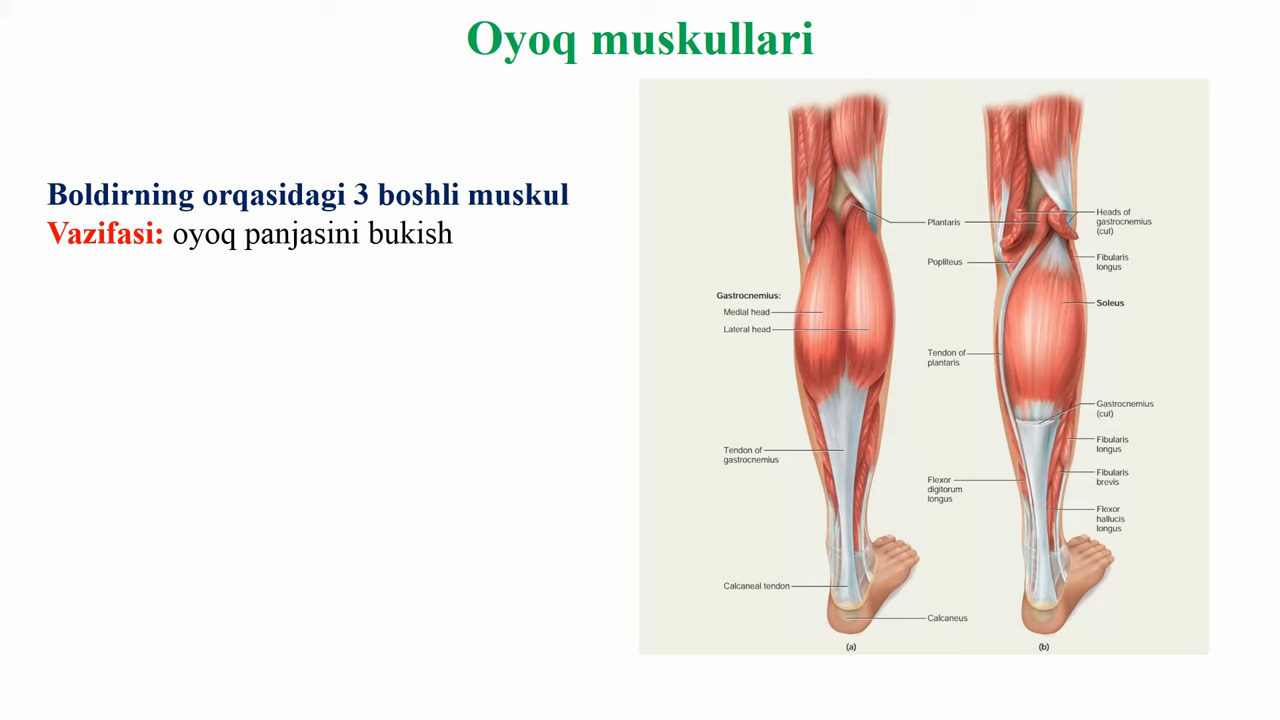 Oyoq muskullari
Boldirning orqasidagi 3 boshli muskul
Vazifasi: oyoq panjasini bukish
Gastrocnemius:
Medial head
Lateral head
Tendon of
gastrocnemius
Calcaneal tendon
Plantaris
Popliteus
Tendon of
plantaris
Flexor
digitorum
longus
Calcaneus
Heads of
gastrocnemius
(cut)
Fibularis
longus
Soleus
Gastrocnemius
(cut)
Fibularis
longus
Fibularis
brevis
Flexor
hallucis
longus
(a)
(b)